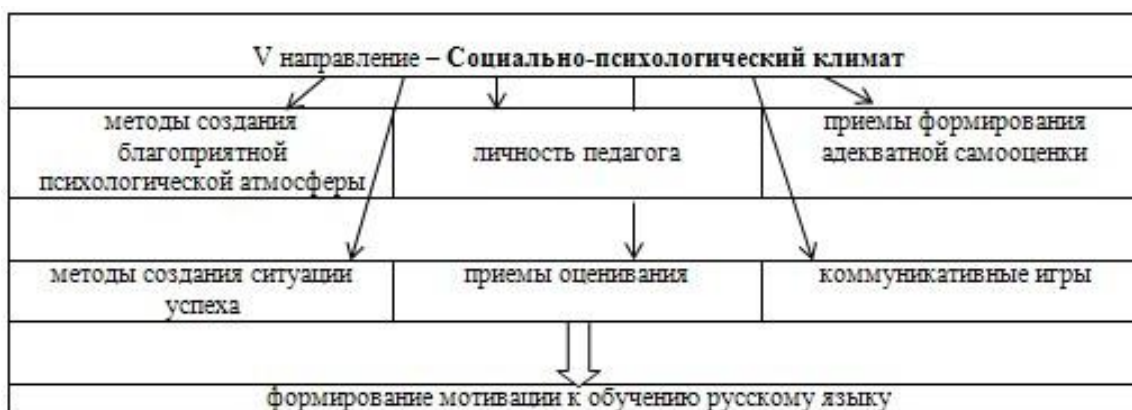 V направление – Социально-психологический климат
методы создания
благоприятной
психологической атмосферы
личность педагога
приемы формирования
адекватной самооценки
методы создания ситуации
успеха
приемы оценивания
коммуникативные игры
формирование мотивации к обучению русскому языку